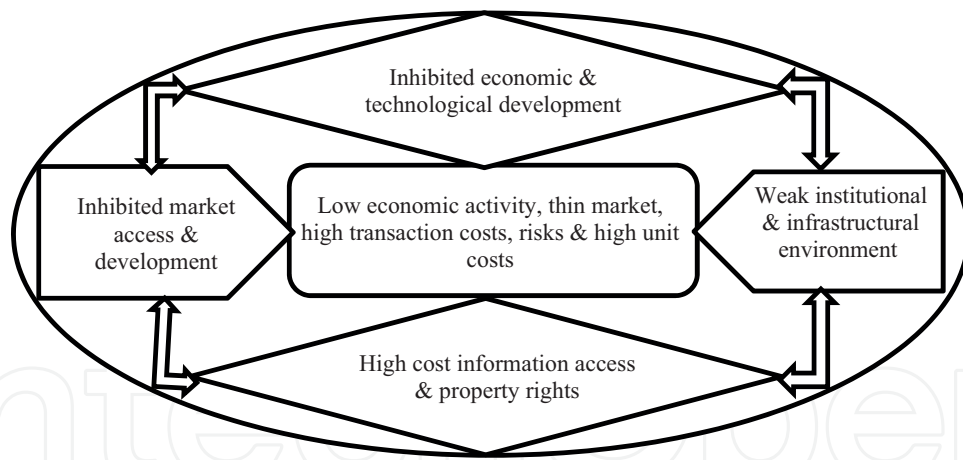 Inhibited economic &
technological development
Inhibited market
access &
development
Low economic activity, thin market,
high transaction costs, risks & high unit
costs
Weak institutional
& infrastructural
environment
High cost information access
& property rights